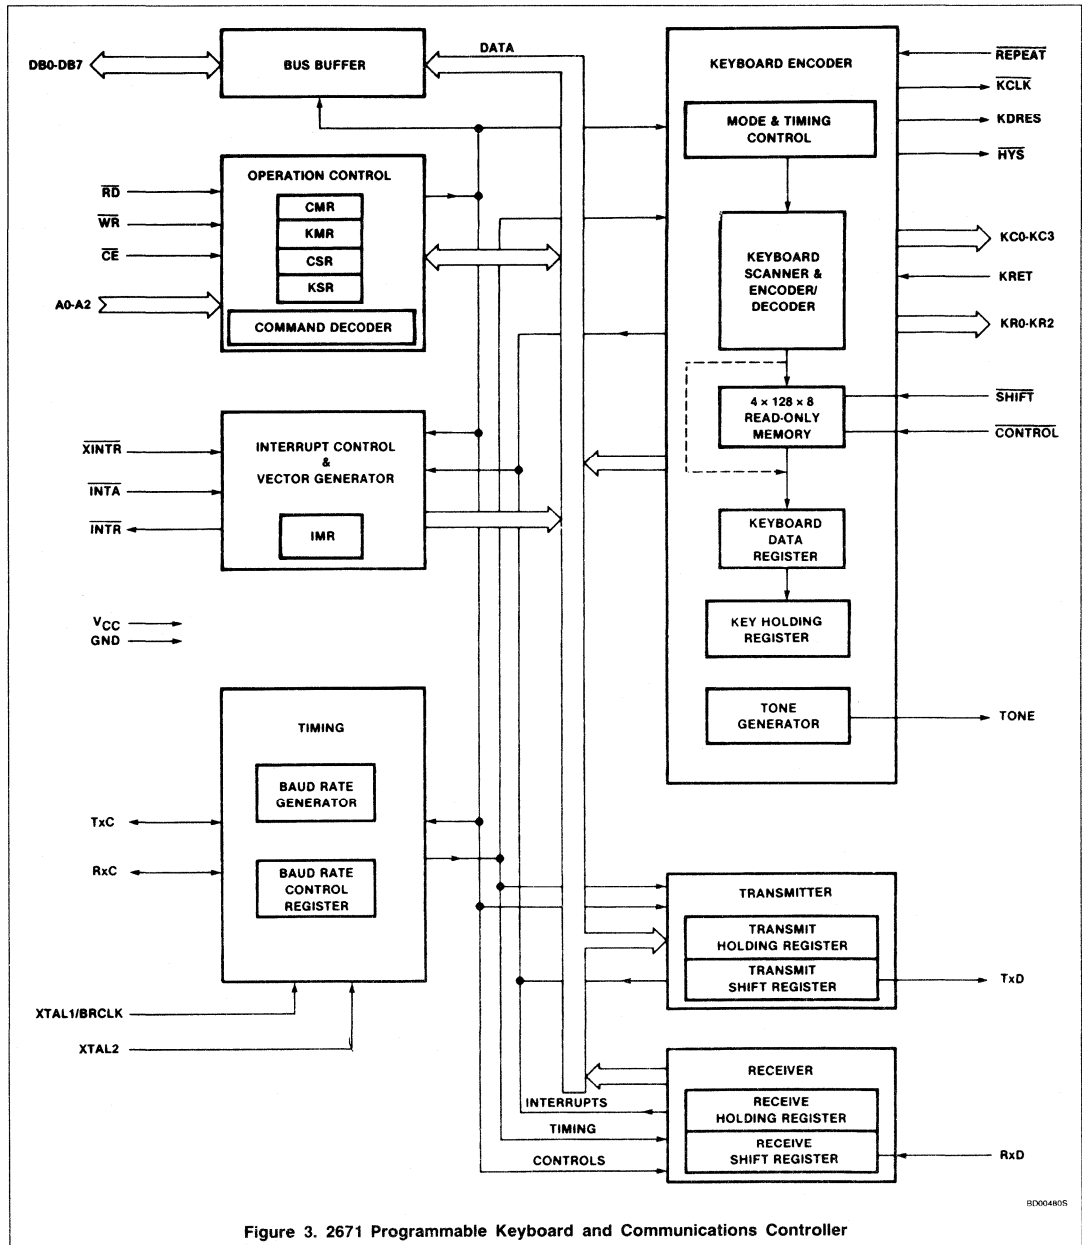 DATA
DB0-DB7
BUS BUFFER
OPERATION CONTROL
CMR
KMR
CSR
KSR
COMMAND DECODER
RD
WR
CE
A0-A2
INTERRUPT CONTROL
&
VECTOR GENERATOR
IMR
XINTR
INTA
INTR
VCC
GND
TIMING
BAUD RATE
GENERATOR
BAUD RATE
CONTROL
REGISTER
TxC
RxC
XTAL1/BRCLK
XTAL2
KEYBOARD ENCODER
MODE & TIMING
CONTROL
KEYBOARD
SCANNER &
ENCODER/
DECODER
4 × 128 × 8
READ-ONLY
MEMORY
KEYBOARD
DATA
REGISTER
KEY HOLDING
REGISTER
TONE
GENERATOR
REPEAT
KCLK
KDRES
HYS
KC0-KC3
KRET
KR0-KR2
SHIFT
CONTROL
TONE
TRANSMITTER
TRANSMIT
HOLDING REGISTER
TRANSMIT
SHIFT REGISTER
TxD
RECEIVER
RECEIVE
HOLDING REGISTER
RECEIVE
SHIFT REGISTER
RxD
INTERRUPTS
TIMING
CONTROLS
BD00480S
Figure 3. 2671 Programmable Keyboard and Communications Controller